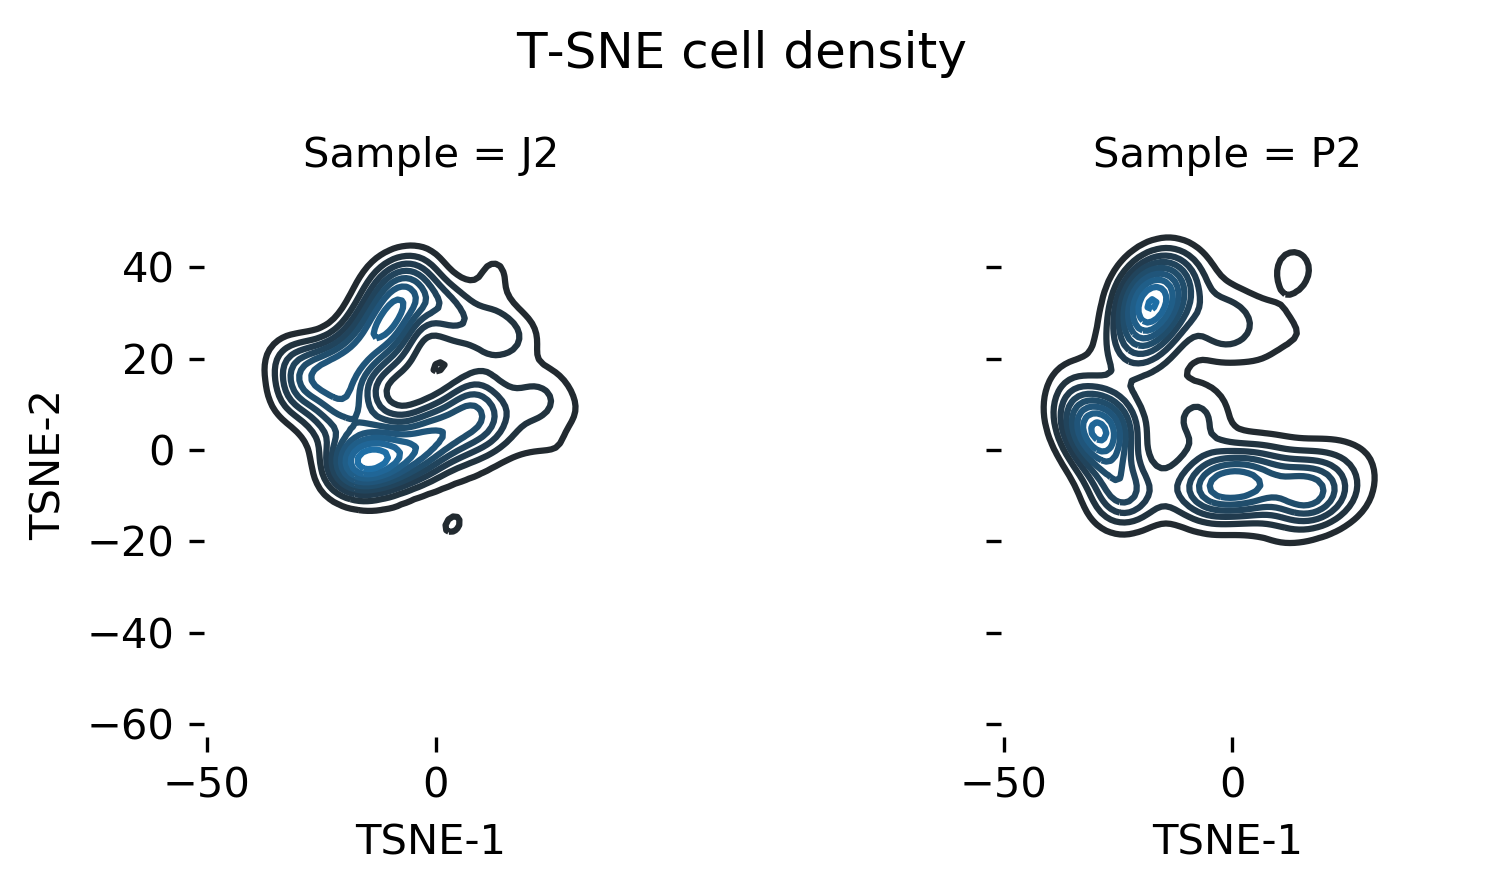 T-SNE cell density
Sample = J2
Sample = P2
40
20
0
−20
−40
−60
TSNE-2
−50 0
−50 0
TSNE-1
TSNE-1